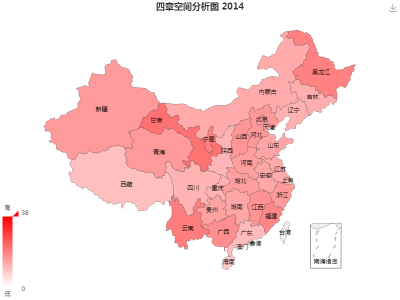 四章空间分析图 2014
黑龙江
内蒙古
吉林
新疆
辽宁
甘肃
北京
天津
宁夏
山西
河北
青海
山东
陕西
河南
江苏
西藏
安徽
上海
四川
重庆
湖北
浙江
贵州
湖南
江西
云南
福建
广西
广东
台湾
澳门
香港
海南
南海诸岛
高
38
0
低